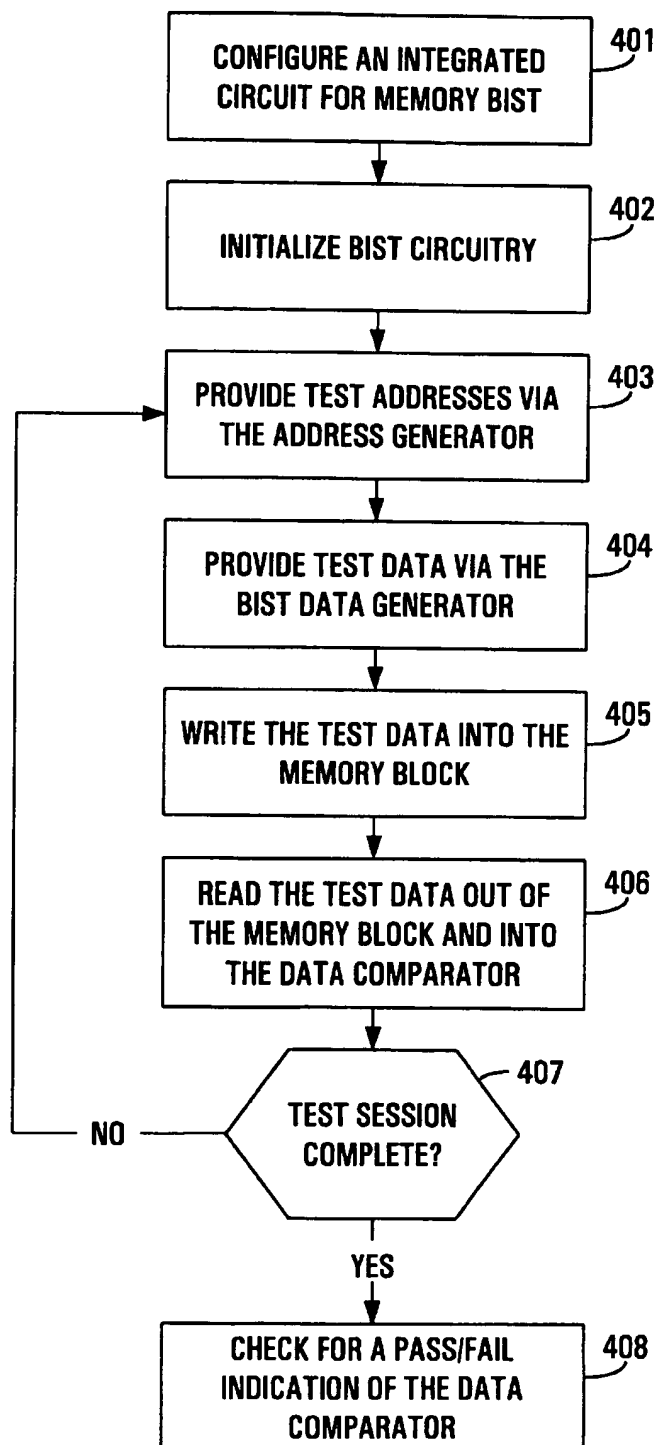 401
CONFIGURE AN INTEGRATED
CIRCUIT FOR MEMORY BIST
402
INITIALIZE BIST CIRCUITRY
403
PROVIDE TEST ADDRESSES VIA
THE ADDRESS GENERATOR
404
PROVIDE TEST DATA VIA THE
BIST DATA GENERATOR
405
WRITE THE TEST DATA INTO THE
MEMORY BLOCK
406
READ THE TEST DATA OUT OF
THE MEMORY BLOCK AND INTO
THE DATA COMPARATOR
407
TEST SESSION
COMPLETE?
NO
YES
408
CHECK FOR A PASS/FAIL
INDICATION OF THE DATA
COMPARATOR